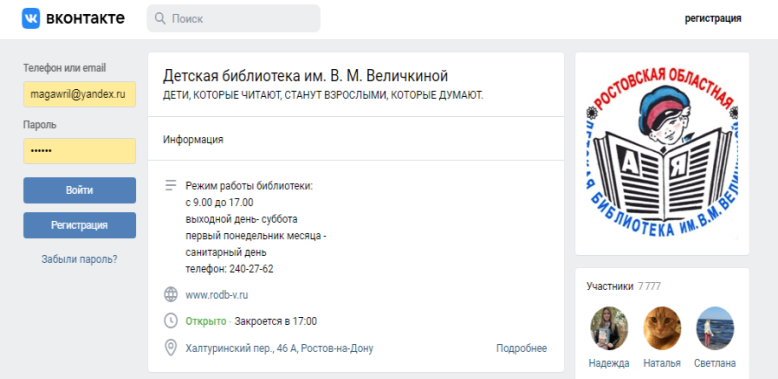 вконтакте
Поиск
регистрация
Телефон или email
magawril@yandex.ru
Пароль
••••••
Войти
Регистрация
Забыли пароль?
Детская библиотека им. В. М. Величкиной
ДЕТИ, КОТОРЫЕ ЧИТАЮТ, СТАНУТ ВЗРОСЛЫМИ, КОТОРЫЕ ДУМАЮТ.
Информация
Режим работы библиотеки:
с 9.00 до 17.00
выходной день- суббота
первый понедельник месяца -
санитарный день
телефон: 240-27-62
www.rodb-v.ru
Открыто · Закроется в 17:00
Халтуринский пер., 46 А, Ростов-на-Дону
Подробнее
РОСТОВСКАЯ ОБЛАСТНАЯ
А Я
БИБЛИОТЕКА ИМ. В.М.
Участники 7 777
Надежда Наталья Светлана